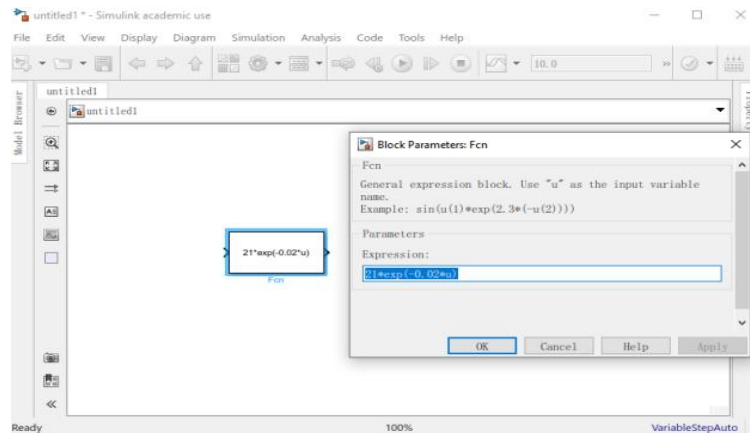 untitled1 * - Simulink academic use
File Edit View Display Diagram Simulation Analysis Code Tools Help
10.0
untitled1
untitled1
Model Browser
Block Parameters: Fcn
Fcn
General expression block. Use "u" as the input variable
name.
Example: sin(u(1)*exp(2.3*(-u(2))))
Parameters
Expression:
21*exp(-0.02*u)
OK Cancel Help Apply
21*exp(-0.02*u)
Fcn
Ready 100% VariableStepAuto